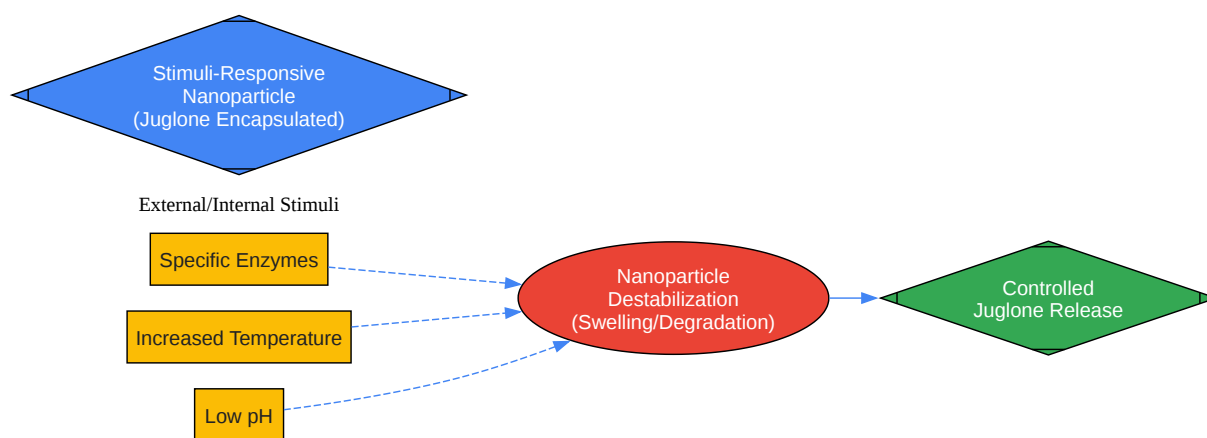 Stimuli-Responsive
Nanoparticle
(Juglone Encapsulated)
External/Internal Stimuli
Specific Enzymes
Increased Temperature
Low pH
Nanoparticle
Destabilization
(Swelling/Degradation)
Controlled
Juglone Release